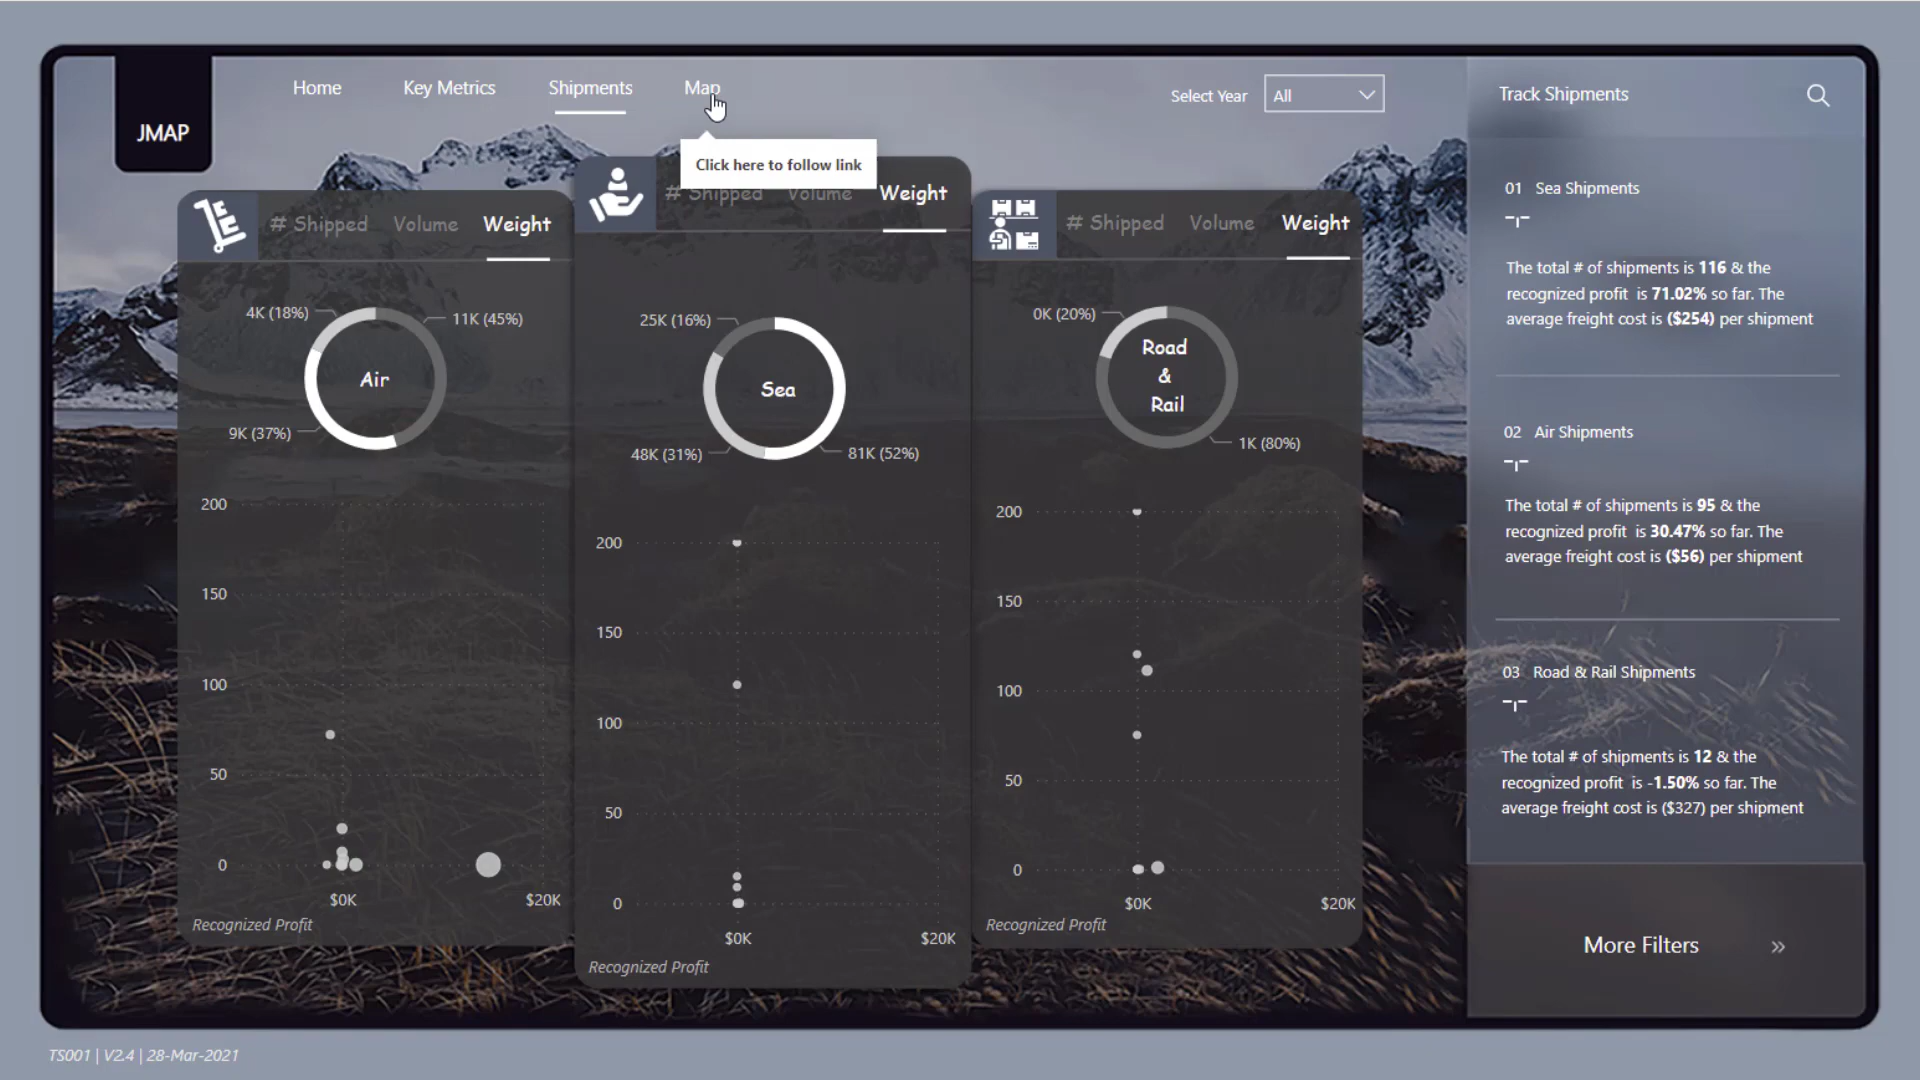 JMAP
Home
Key Metrics
Shipments
Map
Click here to follow link
Select Year
All
# Shipped
Volume
Weight
4K (18%)
11K (45%)
9K (37%)
Air
200
150
100
50
0
$0K
$20K
Recognized Profit
# Shipped
Volume
Weight
25K (16%)
48K (31%)
81K (52%)
Sea
200
150
100
50
0
$0K
$20K
Recognized Profit
# Shipped
Volume
Weight
0K (20%)
1K (80%)
Road
&
Rail
200
150
100
50
0
$0K
$20K
Recognized Profit
Track Shipments
01 Sea Shipments
The total # of shipments is 116 & the
recognized profit is 71.02% so far. The
average freight cost is ($254) per shipment
02 Air Shipments
The total # of shipments is 95 & the
recognized profit is 30.47% so far. The
average freight cost is ($56) per shipment
03 Road & Rail Shipments
The total # of shipments is 12 & the
recognized profit is -1.50% so far. The
average freight cost is ($327) per shipment
More Filters »
TS001 | V2.4 | 28-Mar-2021